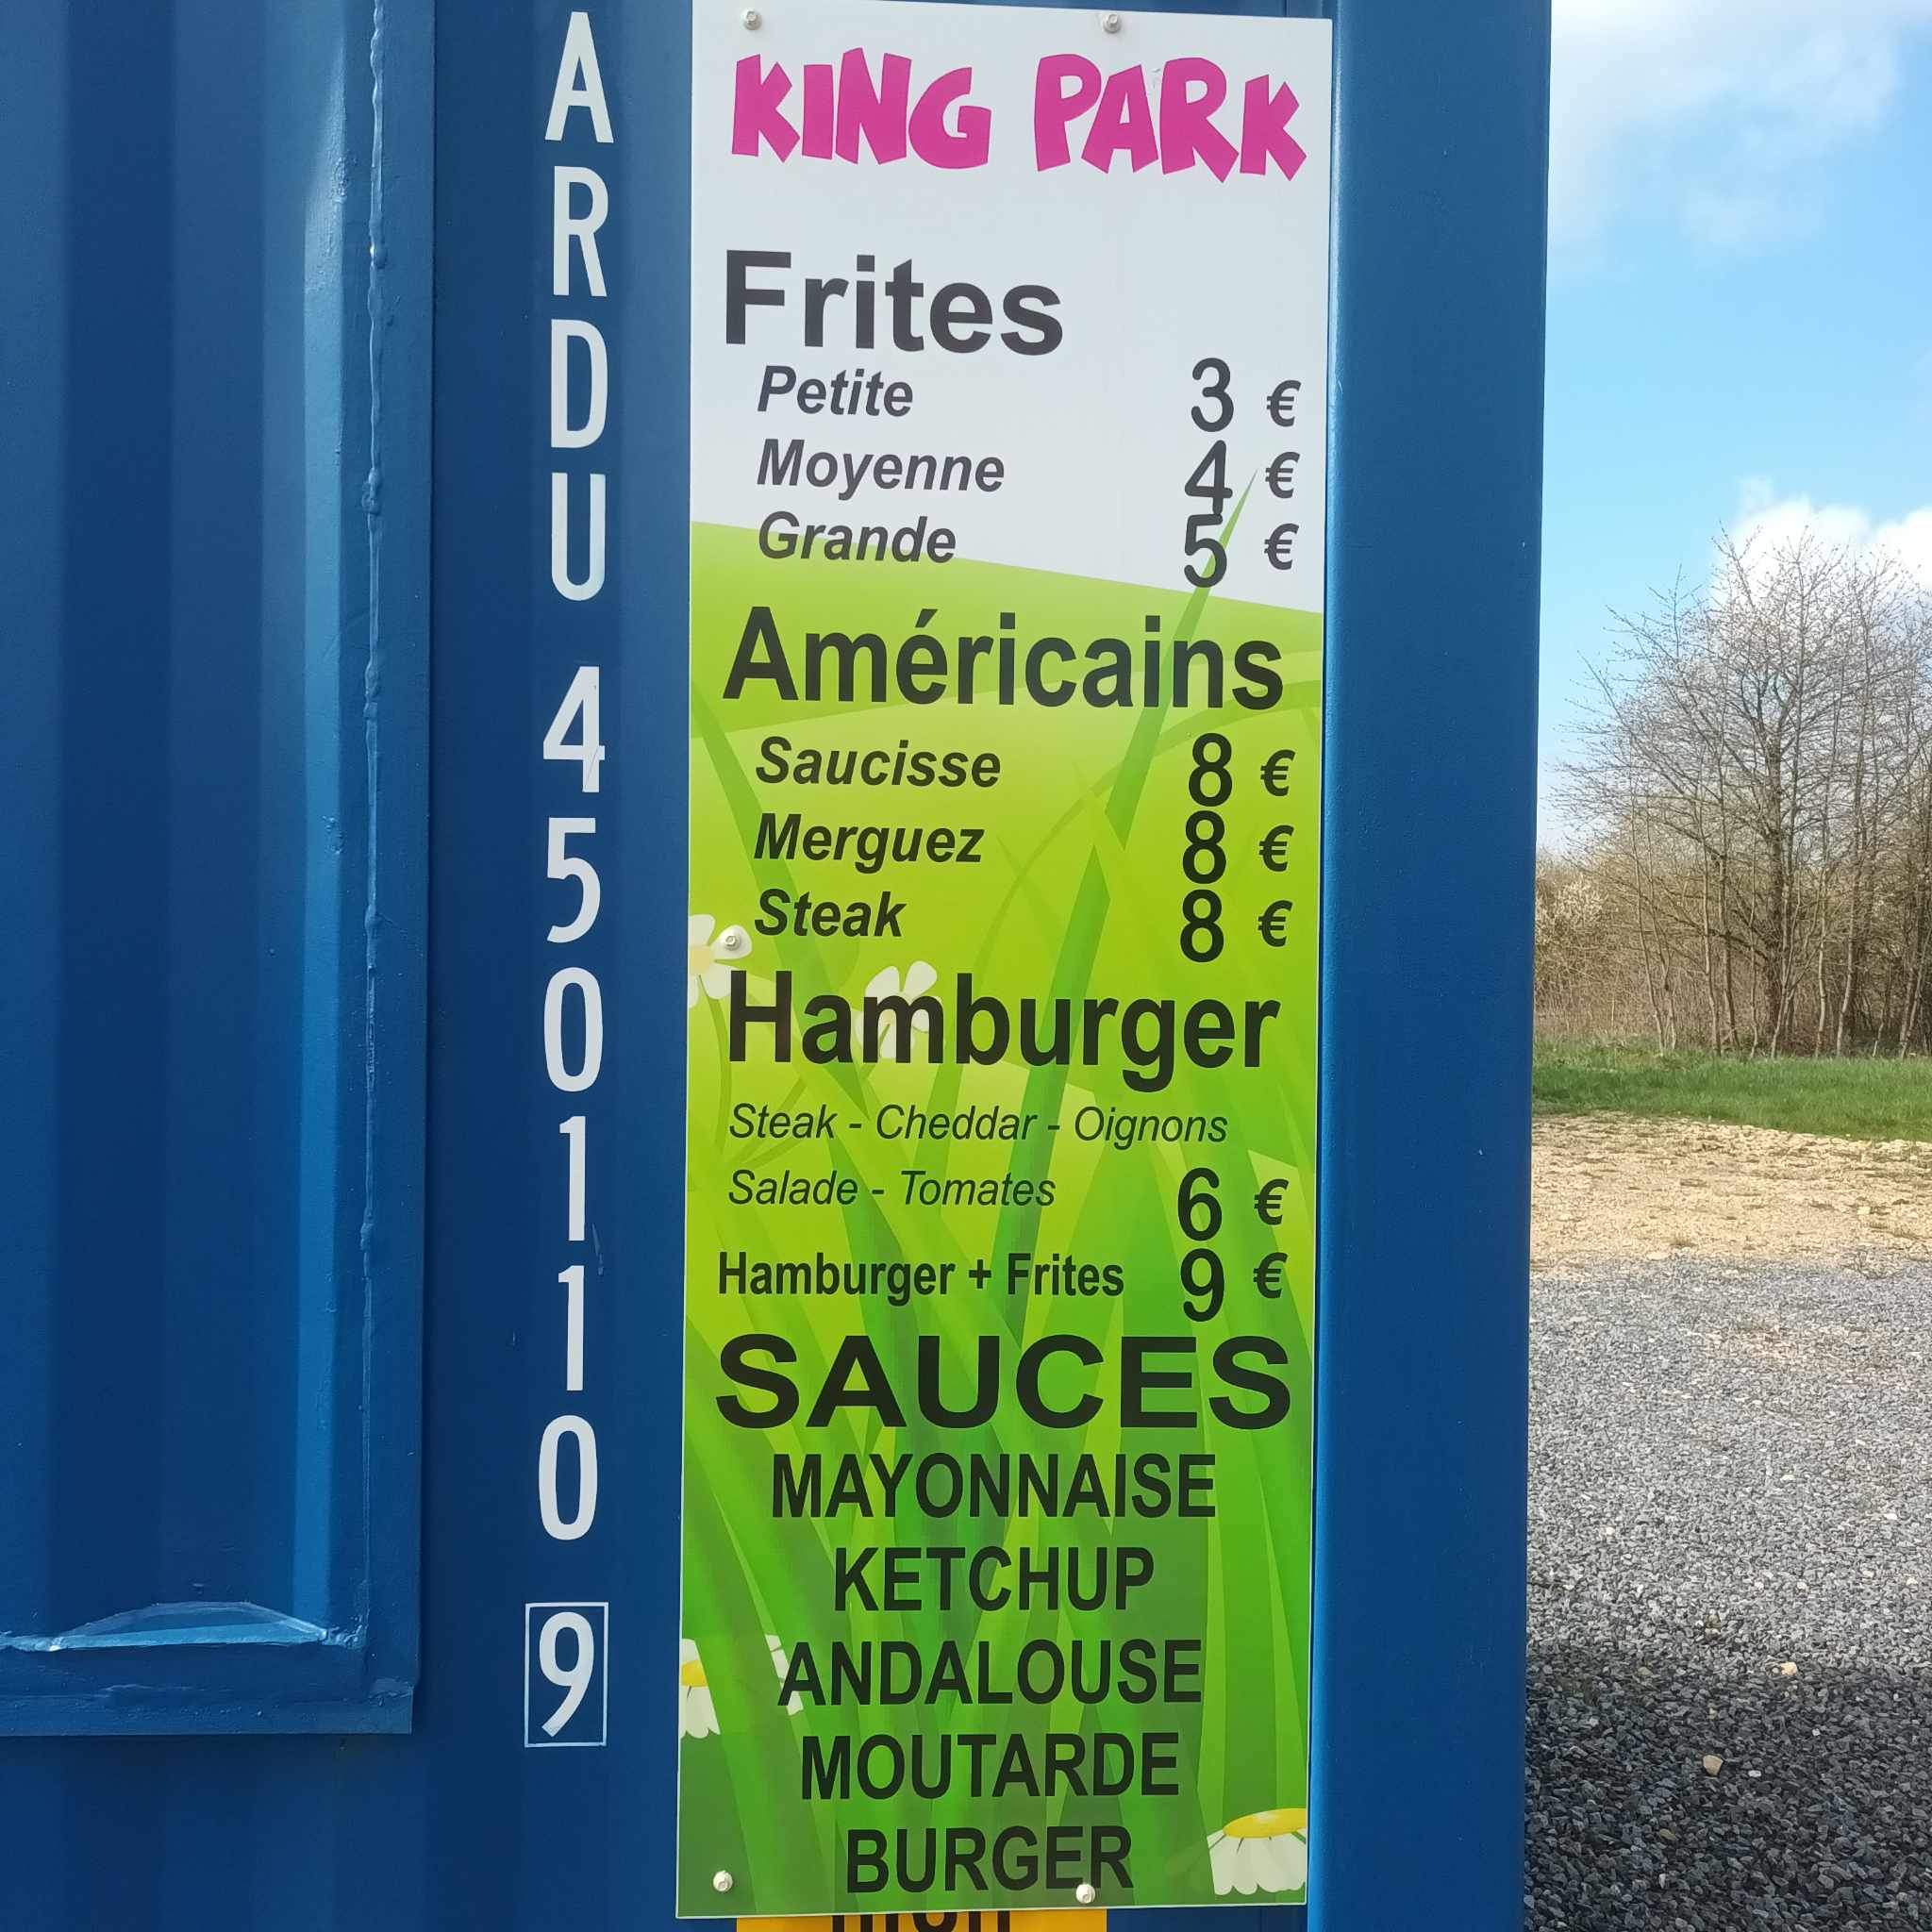 ARDU 450110 9
KING PARK
Frites
Petite 3 €
Moyenne 4 €
Grande 5 €
Américains
Saucisse 8 €
Merguez 8 €
Steak 8 €
Hamburger
Steak - Cheddar - Oignons
Salade - Tomates 6 €
Hamburger + Frites 9 €
SAUCES
MAYONNAISE
KETCHUP
ANDALOUSE
MOUTARDE
BURGER